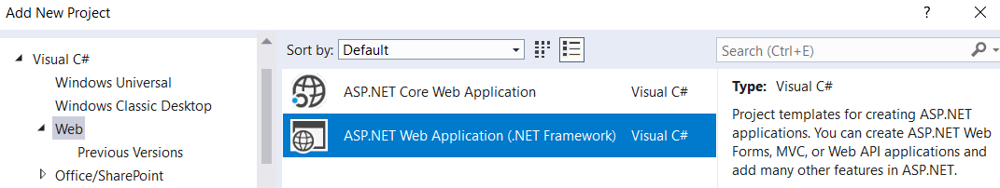 Add New Project
?
Visual C#
Windows Universal
Windows Classic Desktop
Web
Previous Versions
Office/SharePoint
Sort by: Default
Search (Ctrl+E)
ASP.NET Core Web Application Visual C#
ASP.NET Web Application (.NET Framework) Visual C#
Type: Visual C#
Project templates for creating ASP.NET
applications. You can create ASP.NET Web
Forms, MVC, or Web API applications and
add many other features in ASP.NET.